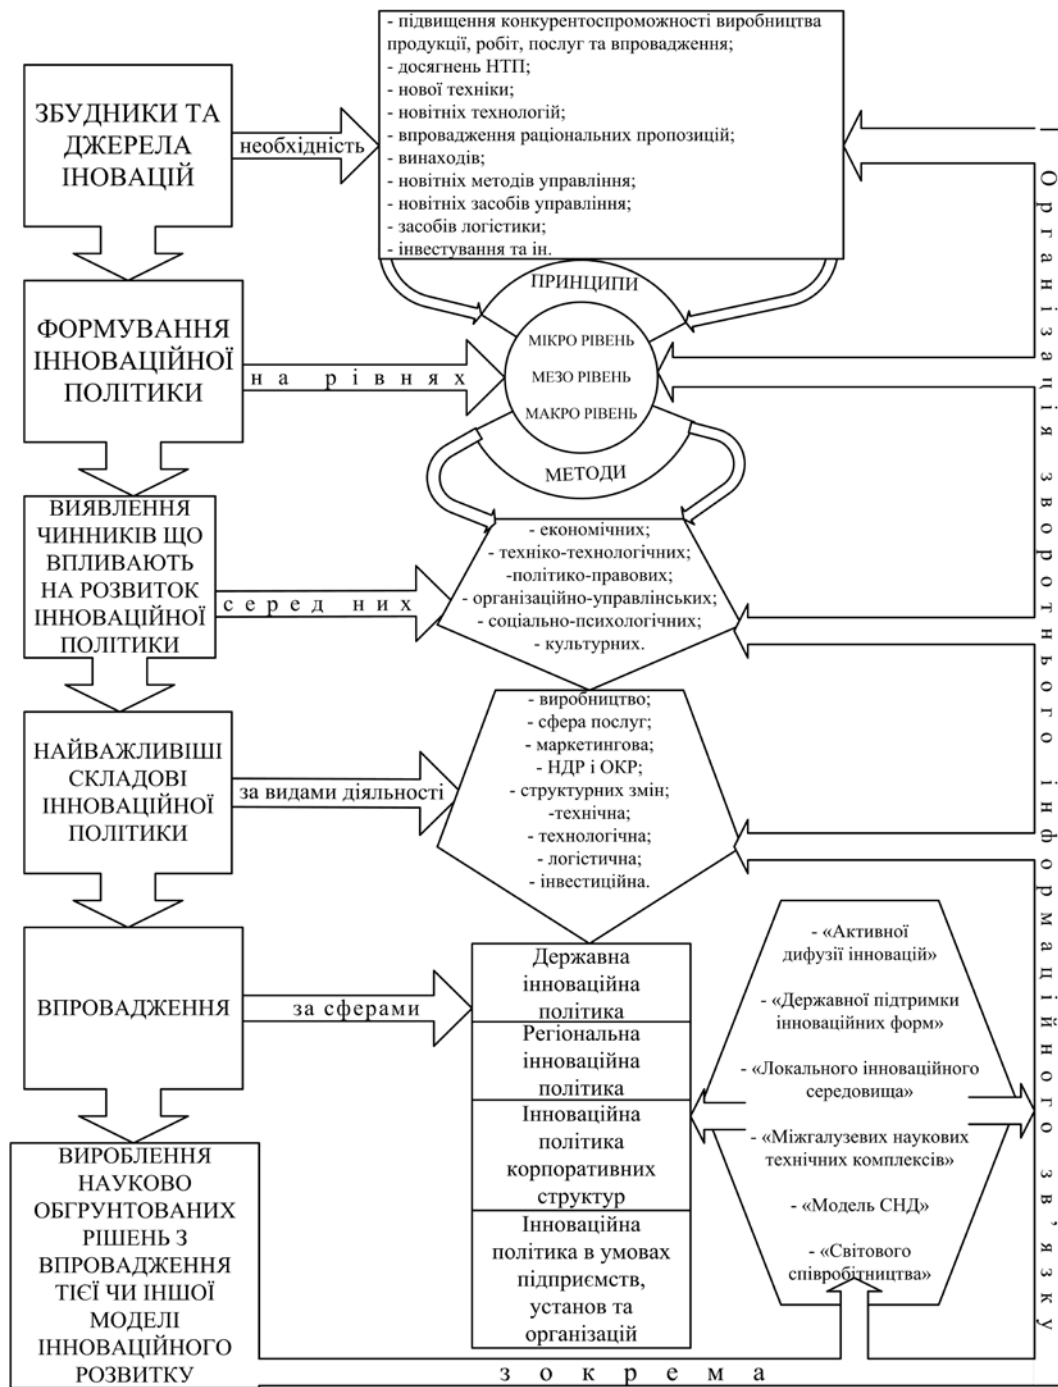 - підвищення конкурентоспроможності виробництва
продукції, робіт, послуг та впровадження;
- досягнень НТП;
- нової техніки;
- новітніх технологій;
- впровадження раціональних пропозицій;
- винаходів;
- новітніх методів управління;
- новітніх засобів управління;
- засобів логістики;
- інвестування та ін.
ЗБУДНИКИ ТА
ДЖЕРЕЛА
ІНОВАЦІЙ
необхідність
ПРИНЦИПИ
МІКРО РІВЕНЬ
МЕЗО РІВЕНЬ
МАКРО РІВЕНЬ
МЕТОДИ
ФОРМУВАННЯ
ІННОВАЦІЙНОЇ
ПОЛІТИКИ
на рівнях
ВИЯВЛЕННЯ
ЧИННИКІВ ЩО
ВПЛИВАЮТЬ
НА РОЗВИТОК
ІННОВАЦІЙНОЇ
ПОЛІТИКИ
серед них
- економічних;
- техніко-технологічних;
-політико-правових;
- організаційно-управлінських;
- соціально-психологічних;
- культурних.
НАЙВАЖЛИВІШІ
СКЛАДОВІ
ІННОВАЦІЙНОЇ
ПОЛІТИКИ
за видами діяльності
- виробництво;
- сфера послуг;
- маркетингова;
- НДР і ОКР;
- структурних змін;
-технічна;
- технологічна;
- логістична;
- інвестиційна.
ВПРОВАДЖЕННЯ
за сферами
Державна
інноваційна
політика
Регіональна
інноваційна
політика
Інноваційна
політика
корпоративних
структур
Інноваційна
політика в умовах
підприємств,
установ та
організацій
- «Активної
дифузії інновацій»
- «Державної підтримки
інноваційних форм»
- «Локального інноваційного
середовища»
- «Міжгалузевих наукових
технічних комплексів»
- «Модель СНД»
- «Світового
співробітництва»
ВИРОБЛЕННЯ
НАУКОВО
ОБГРУНТОВАНИХ
РІШЕНЬ З
ВПРОВАДЖЕННЯ
ТІЄЇ ЧИ ІНШОЇ
МОДЕЛІ
ІННОВАЦІЙНОГО
РОЗВИТКУ
зокрема
Організація зворотнього інформаційного зв'язку